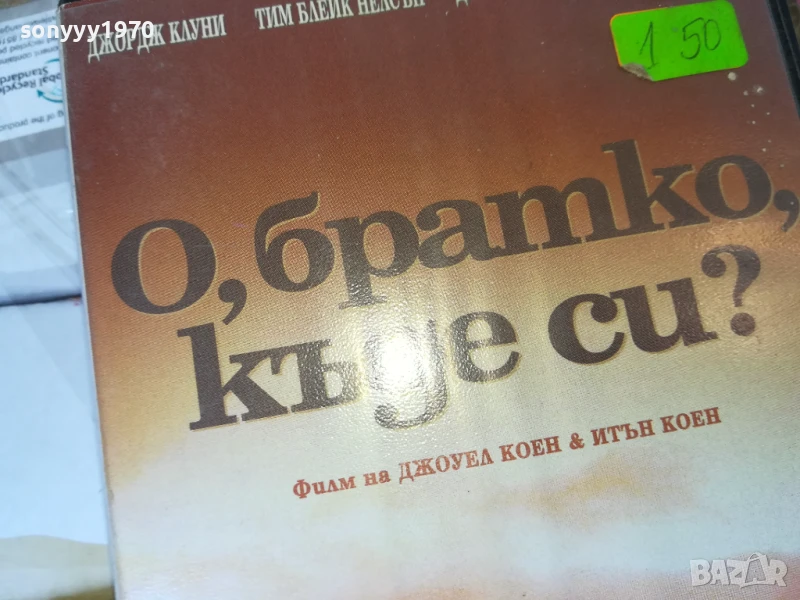 sonyyy1970
ДЖОРДЖ КЛУНИ ТИМ БЛЕЙК НЕЛСЪН
1 50
О, братко,
къде си?
Филм на ДЖОУЕЛ КОЕН & ИТЪН КОЕН
BAZAR